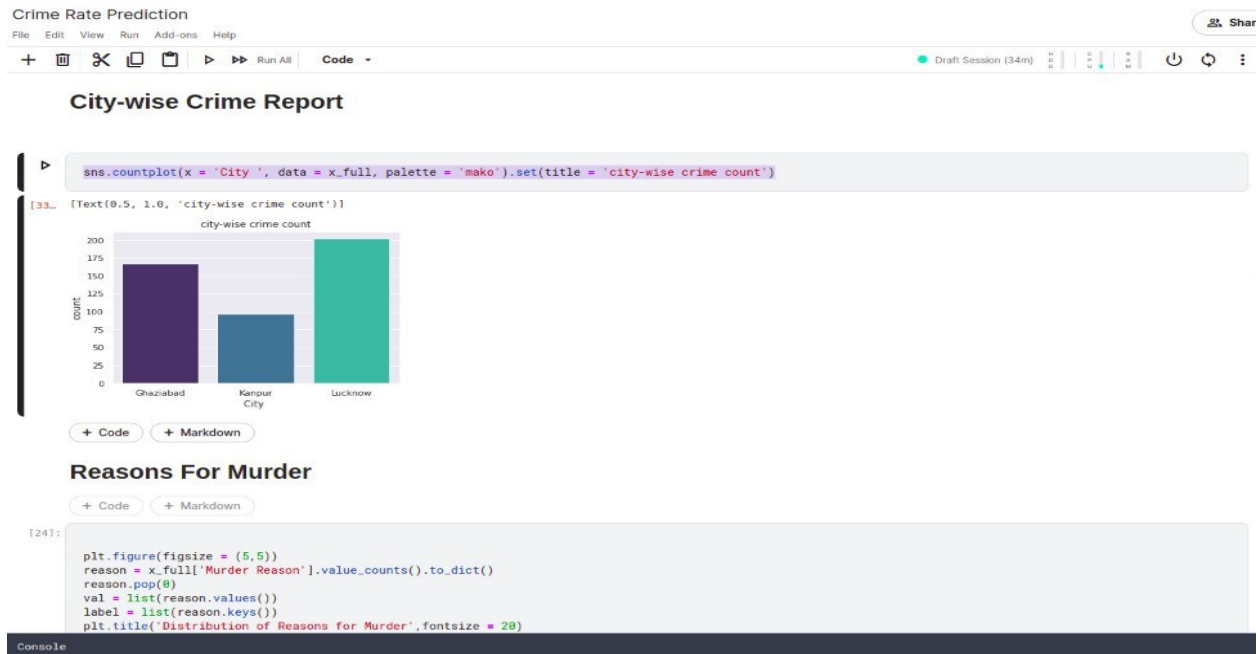 Crime Rate Prediction
Share
File Edit View Run Add-ons Help
Run All Code
Draft Session (34m)
City-wise Crime Report
sns.countplot(x = 'City ', data = x_full, palette = 'mako').set(title = 'city-wise crime count')
[33… [Text(0.5, 1.0, 'city-wise crime count')]
city-wise crime count
200
175
150
125
100
75
50
25
0
count
Ghaziabad Kanpur Lucknow
City
+ Code + Markdown
Reasons For Murder
+ Code + Markdown
[24]:
plt.figure(figsize = (5,5))
reason = x_full['Murder Reason'].value_counts().to_dict()
reason.pop(0)
val = list(reason.values())
label = list(reason.keys())
plt.title('Distribution of Reasons for Murder',fontsize = 20)
Console